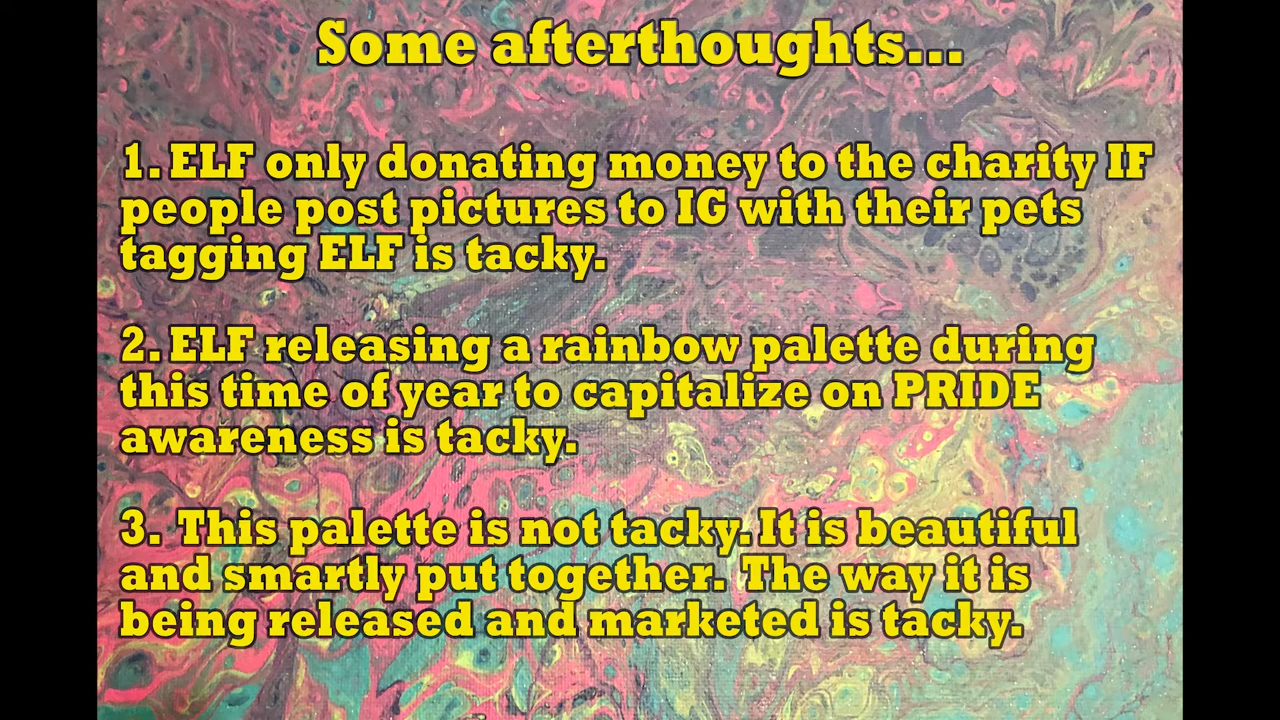 Some afterthoughts...
1. ELF only donating money to the charity IF
people post pictures to IG with their pets
tagging ELF is tacky.
2. ELF releasing a rainbow palette during
this time of year to capitalize on PRIDE
awareness is tacky.
3. This palette is not tacky. It is beautiful
and smartly put together. The way it is
being released and marketed is tacky.